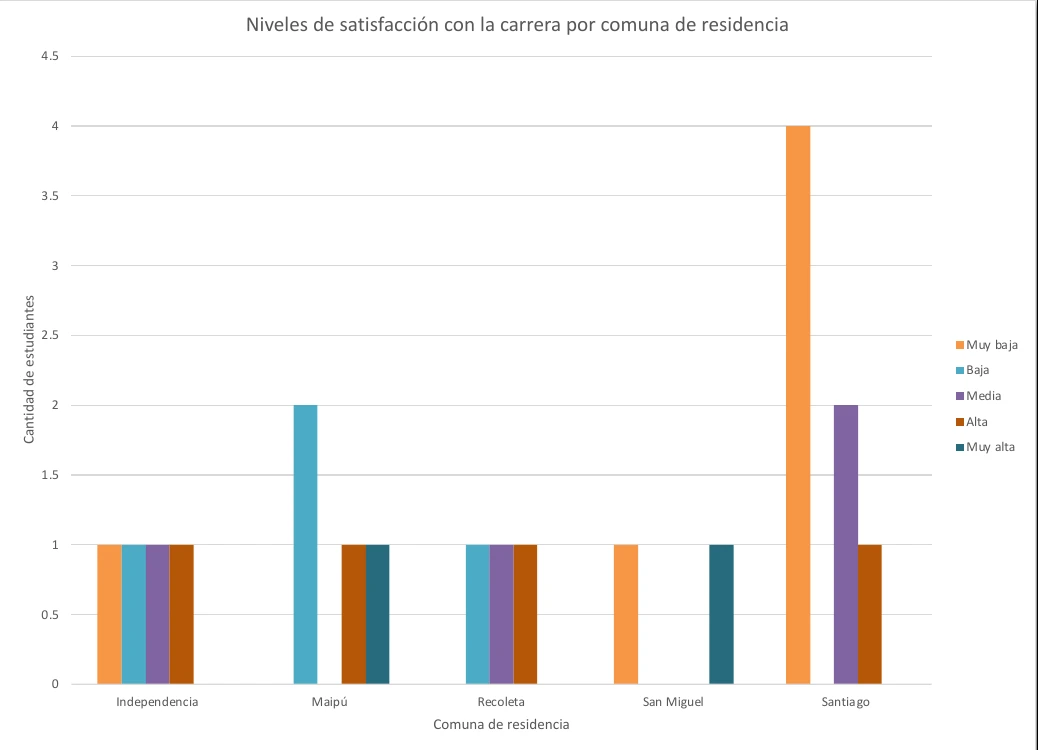 Niveles de satisfacción con la carrera por comuna de residencia
4.5
4
3.5
3
2.5
2
1.5
1
0.5
0
Cantidad de estudiantes
Independencia
Maipú
Recoleta
San Miguel
Santiago
Comuna de residencia
Muy baja
Baja
Media
Alta
Muy alta